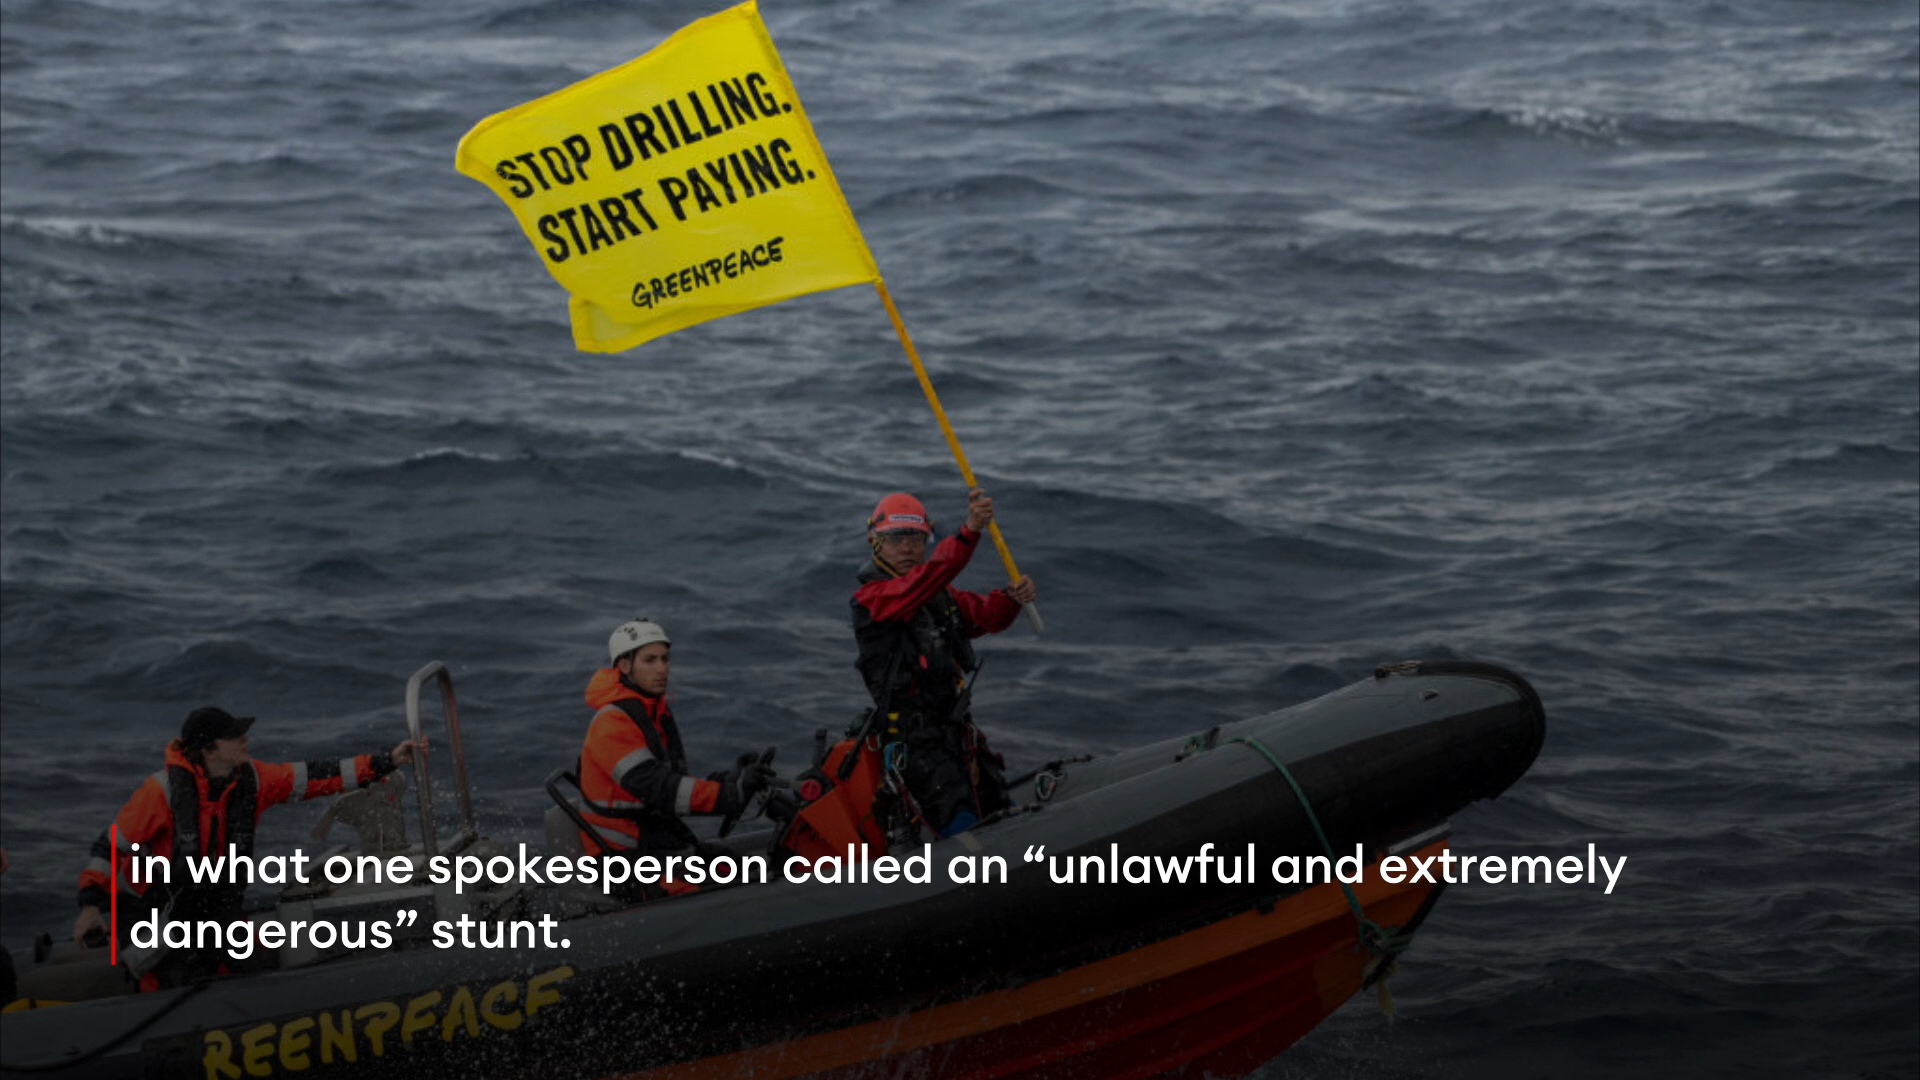 STOP DRILLING.
START PAYING.
GREENPEACE
in what one spokesperson called an “unlawful and extremely
dangerous” stunt.
REENPEACE